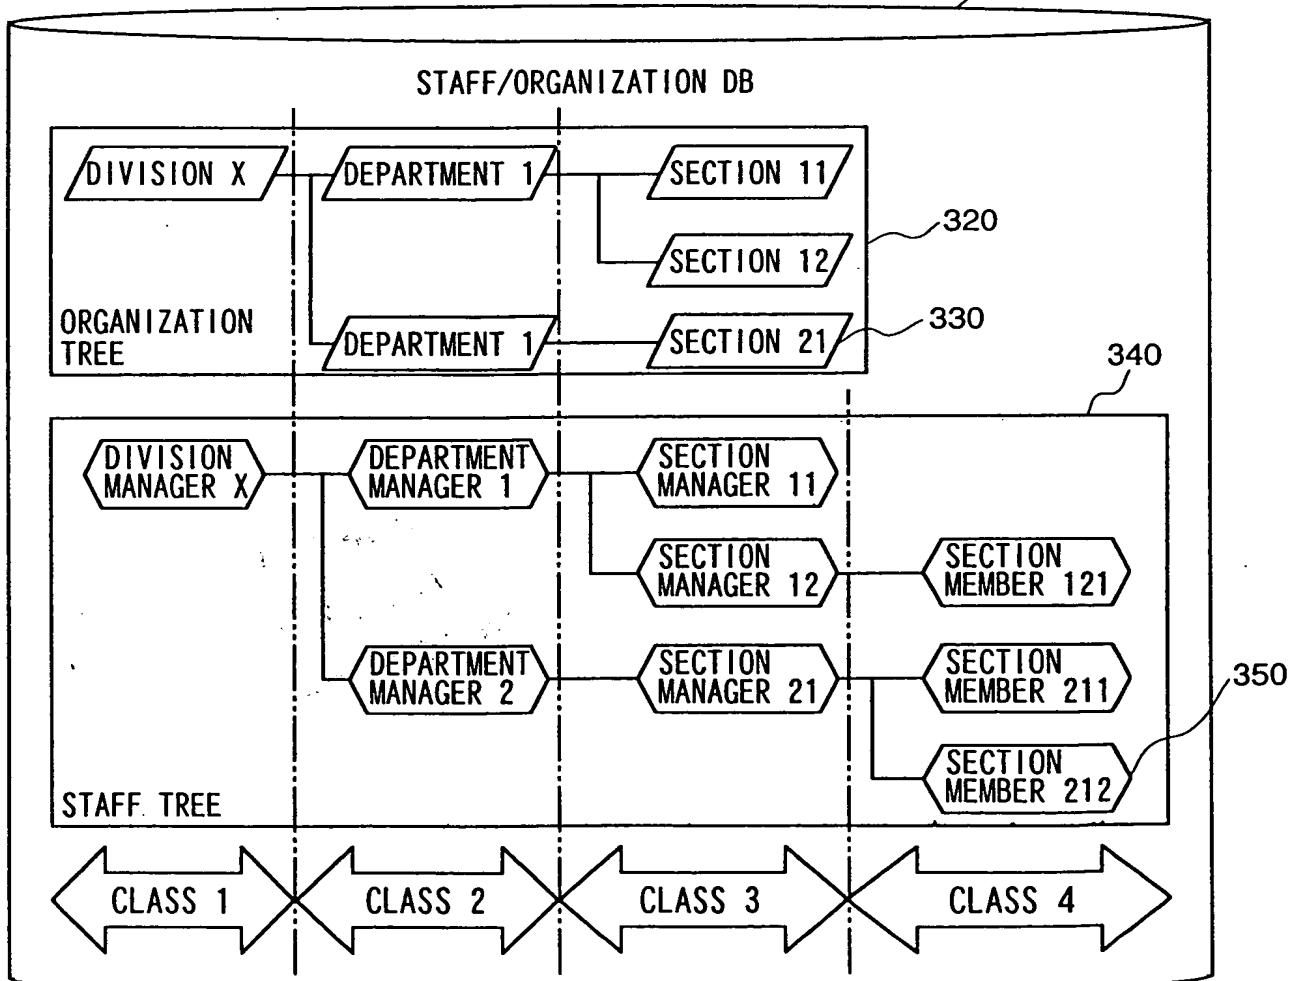 STAFF/ORGANIZATION DB
DIVISION X
DEPARTMENT 1
SECTION 11
320
SECTION 12
ORGANIZATION
TREE
DEPARTMENT 1
SECTION 21
330
340
DIVISION
MANAGER X
DEPARTMENT
MANAGER 1
SECTION
MANAGER 11
SECTION
MANAGER 12
SECTION
MEMBER 121
DEPARTMENT
MANAGER 2
SECTION
MANAGER 21
SECTION
MEMBER 211
350
SECTION
MEMBER 212
STAFF TREE
CLASS 1
CLASS 2
CLASS 3
CLASS 4